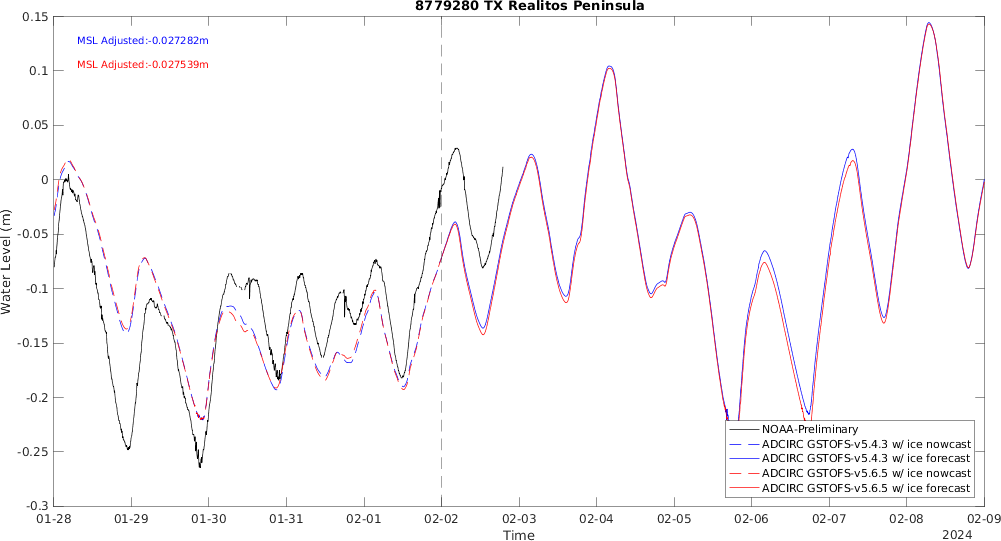 8779280 TX Realitos Peninsula
MSL Adjusted:-0.027282m
MSL Adjusted:-0.027539m
Water Level (m)
0.15
0.1
0.05
0
-0.05
-0.1
-0.15
-0.2
-0.25
-0.3
NOAA-Preliminary
ADCIRC GSTOFS-v5.4.3 w/ ice nowcast
ADCIRC GSTOFS-v5.4.3 w/ ice forecast
ADCIRC GSTOFS-v5.6.5 w/ ice nowcast
ADCIRC GSTOFS-v5.6.5 w/ ice forecast
01-28 01-29 01-30 01-31 02-01 02-02 02-03 02-04 02-05 02-06 02-07 02-08 02-09
Time
2024